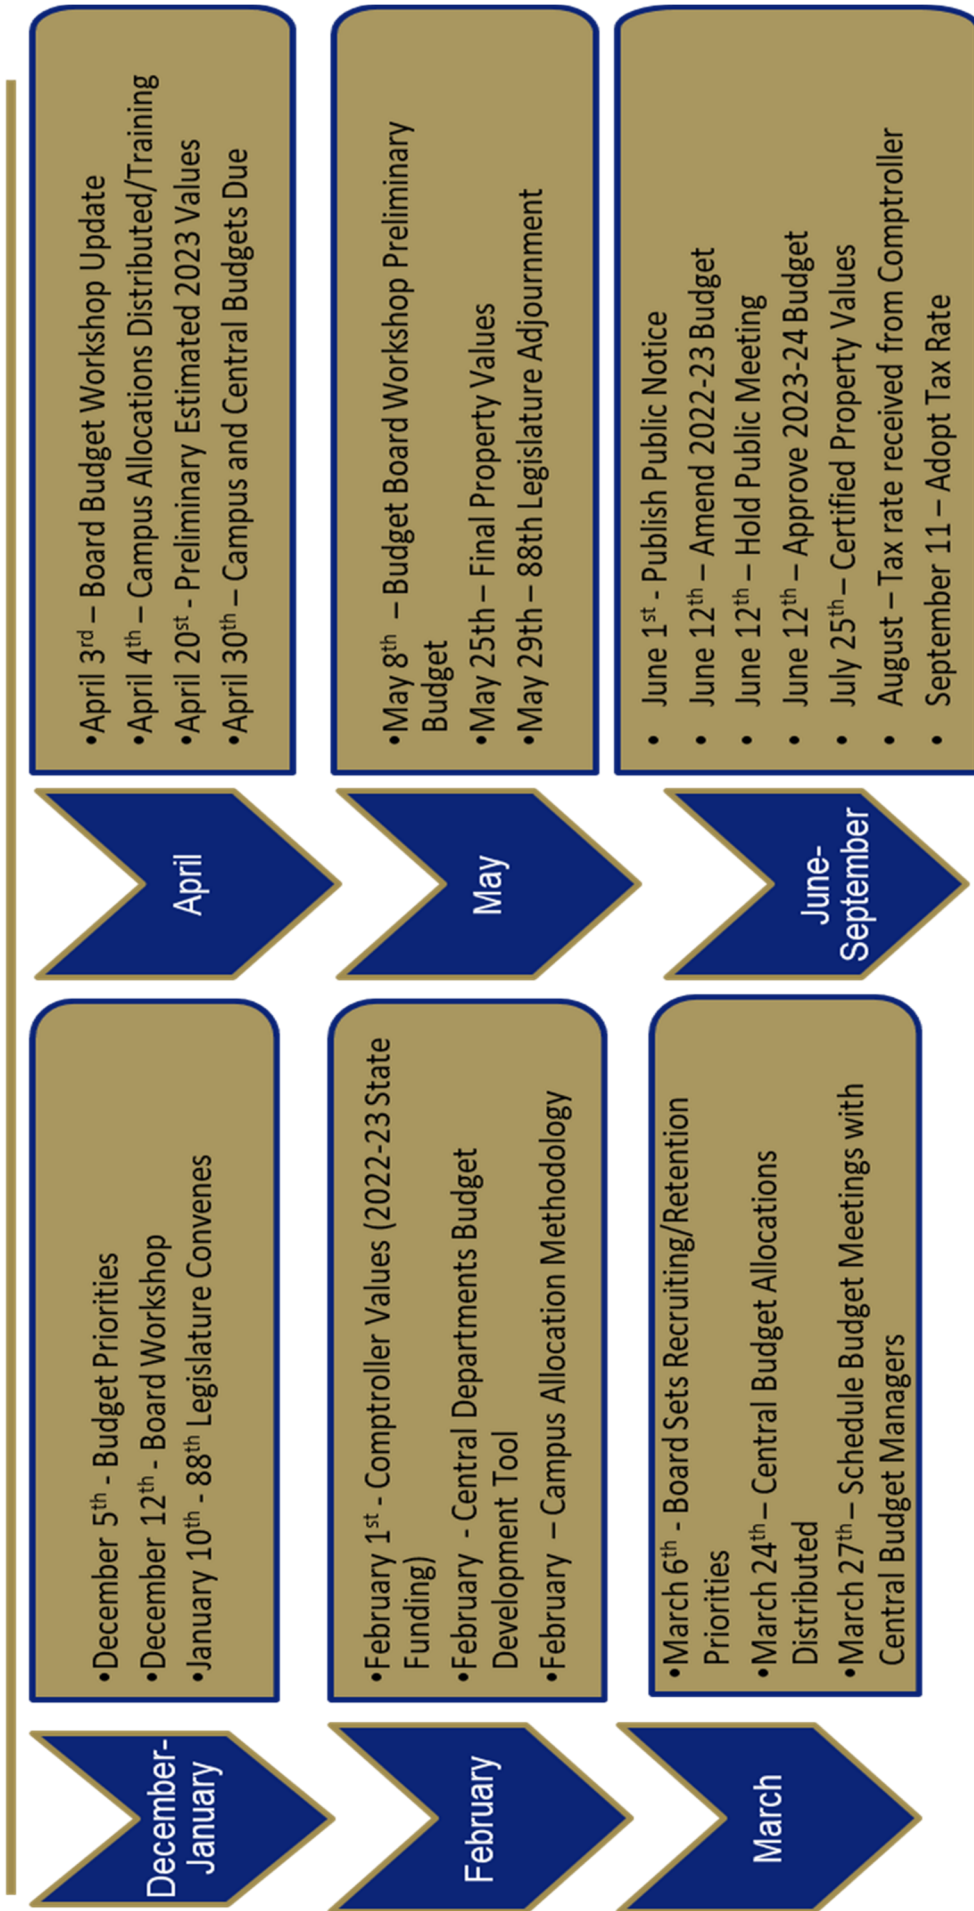 December-
January
•December 5th - Budget Priorities
•December 12th - Board Workshop
•January 10th - 88th Legislature Convenes
February
•February 1st - Comptroller Values (2022-23 State
Funding)
•February - Central Departments Budget
Development Tool
•February – Campus Allocation Methodology
March
•March 6th - Board Sets Recruiting/Retention
Priorities
•March 24th – Central Budget Allocations
Distributed
•March 27th – Schedule Budget Meetings with
Central Budget Managers
April
•April 3rd – Board Budget Workshop Update
•April 4th – Campus Allocations Distributed/Training
•April 20st - Preliminary Estimated 2023 Values
•April 30th – Campus and Central Budgets Due
May
•May 8th – Budget Board Workshop Preliminary
Budget
•May 25th – Final Property Values
•May 29th – 88th Legislature Adjournment
June-
September
• June 1st - Publish Public Notice
• June 12th – Amend 2022-23 Budget
• June 12th – Hold Public Meeting
• June 12th – Approve 2023-24 Budget
• July 25th – Certified Property Values
• August – Tax rate received from Comptroller
• September 11 – Adopt Tax Rate